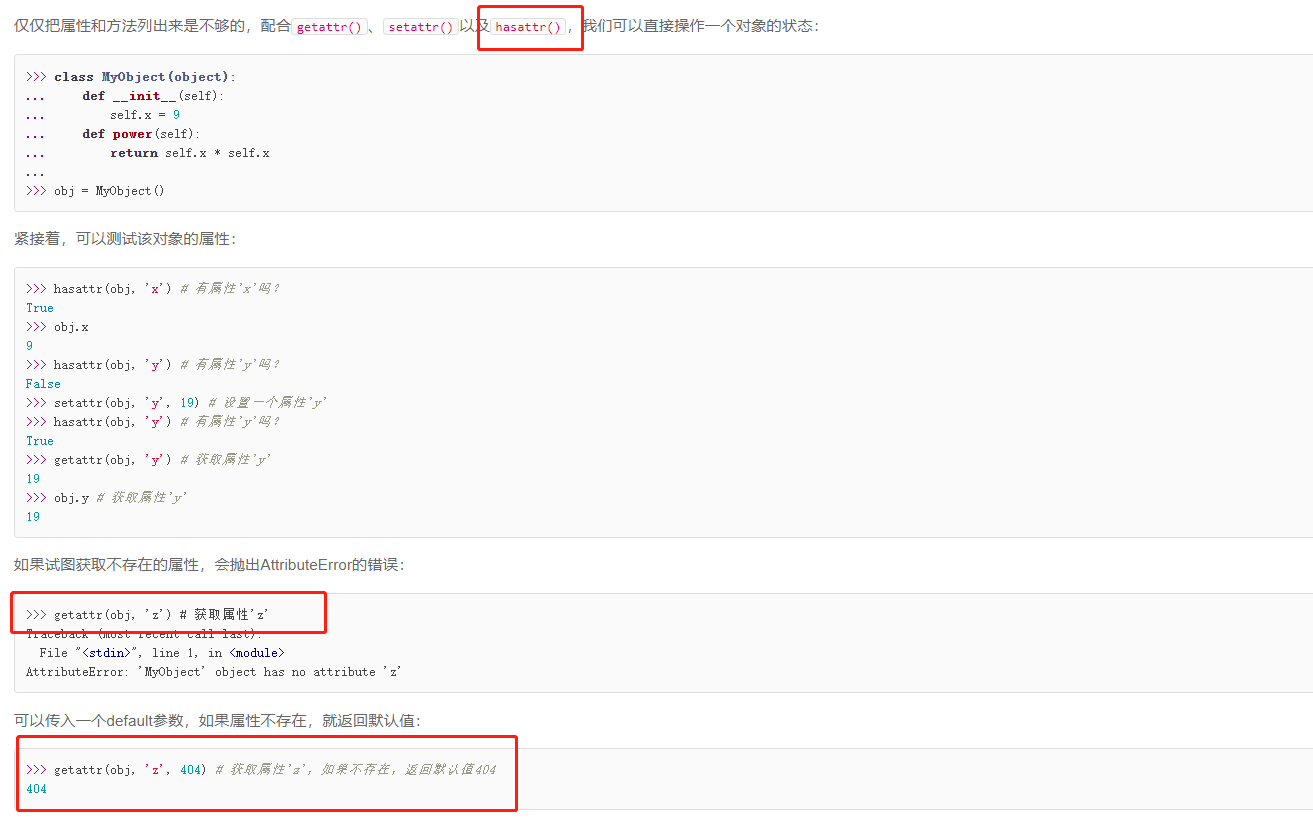 仅仅把属性和方法列出来是不够的，配合getattr()、setattr()以及hasattr()，我们可以直接操作一个对象的状态：
>>> class MyObject(object):
...     def __init__(self):
...         self.x = 9
...     def power(self):
...         return self.x * self.x
...
>>> obj = MyObject()
紧接着，可以测试该对象的属性：
>>> hasattr(obj, 'x') # 有属性'x'吗？
True
>>> obj.x
9
>>> hasattr(obj, 'y') # 有属性'y'吗？
False
>>> setattr(obj, 'y', 19) # 设置一个属性'y'
>>> hasattr(obj, 'y') # 有属性'y'吗？
True
>>> getattr(obj, 'y') # 获取属性'y'
19
>>> obj.y # 获取属性'y'
19
如果试图获取不存在的属性，会抛出AttributeError的错误：
>>> getattr(obj, 'z') # 获取属性'z'
Traceback (most recent call last):
  File "<stdin>", line 1, in <module>
AttributeError: 'MyObject' object has no attribute 'z'
可以传入一个default参数，如果属性不存在，就返回默认值：
>>> getattr(obj, 'z', 404) # 获取属性'z'，如果不存在，返回默认值404
404